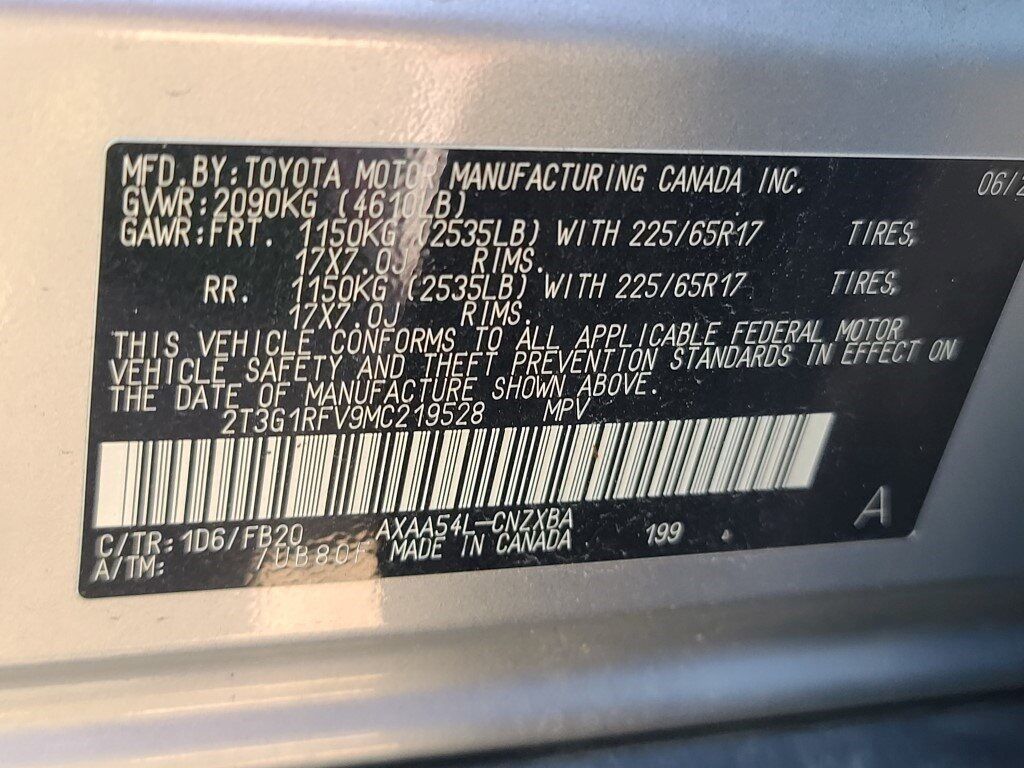 MFD. BY: TOYOTA MOTOR MANUFACTURING CANADA INC.
GVWR: 2090KG (4610LB)
GAWR: FRT. 1150KG (2535LB) WITH 225/65R17 TIRES,
17X7.0J RIMS.
RR. 1150KG (2535LB) WITH 225/65R17 TIRES,
17X7.0J RIMS.
THIS VEHICLE CONFORMS TO ALL APPLICABLE FEDERAL MOTOR
VEHICLE SAFETY AND THEFT PREVENTION STANDARDS IN EFFECT ON
THE DATE OF MANUFACTURE SHOWN ABOVE.
2T3G1RFV9MC219528 MPV
A
C/TR: 1D6/FB20 AXAA54L-CNZXBA 199
A/TM: MADE IN CANADA